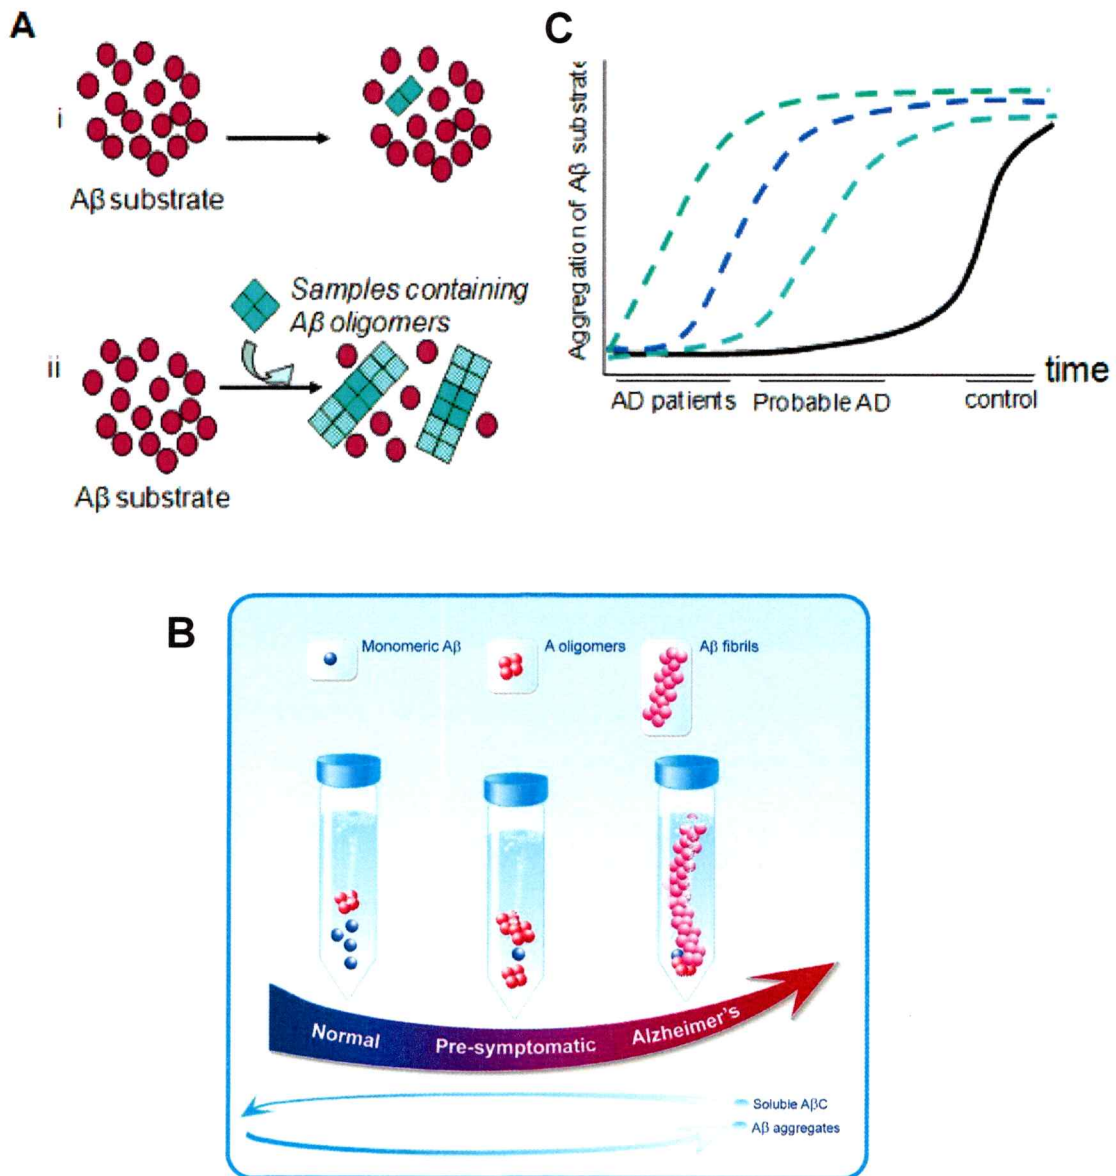 A
i
Aβ substrate
Samples containing
Aβ oligomers
ii
Aβ substrate
C
Aggregation of Aβ substrate
time
AD patients
Probable AD
control
B
Monomeric Aβ
A oligomers
Aβ fibrils
Normal
Pre-symptomatic
Alzheimer's
Soluble AβC
Aβ aggregates